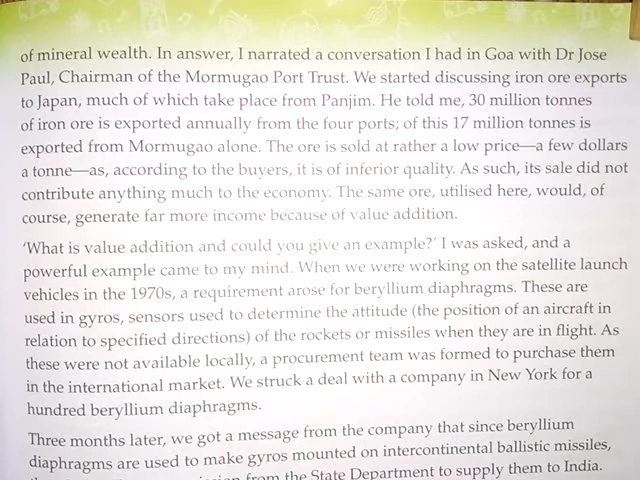 of mineral wealth. In answer, I narrated a conversation I had in Goa with Dr Jose
Paul, Chairman of the Mormugao Port Trust. We started discussing iron ore exports
to Japan, much of which take place from Panjim. He told me, 30 million tonnes
of iron ore is exported annually from the four ports; of this 17 million tonnes is
exported from Mormugao alone. The ore is sold at rather a low price—a few dollars
a tonne—as, according to the buyers, it is of inferior quality. As such, its sale did not
contribute anything much to the economy. The same ore, utilised here, would, of
course, generate far more income because of value addition.
‘What is value addition and could you give an example?’ I was asked, and a
powerful example came to my mind. When we were working on the satellite launch
vehicles in the 1970s, a requirement arose for beryllium diaphragms. These are
used in gyros, sensors used to determine the attitude (the position of an aircraft in
relation to specified directions) of the rockets or missiles when they are in flight. As
these were not available locally, a procurement team was formed to purchase them
in the international market. We struck a deal with a company in New York for a
hundred beryllium diaphragms.
Three months later, we got a message from the company that since beryllium
diaphragms are used to make gyros mounted on intercontinental ballistic missiles,
from the State Department to supply them to India.